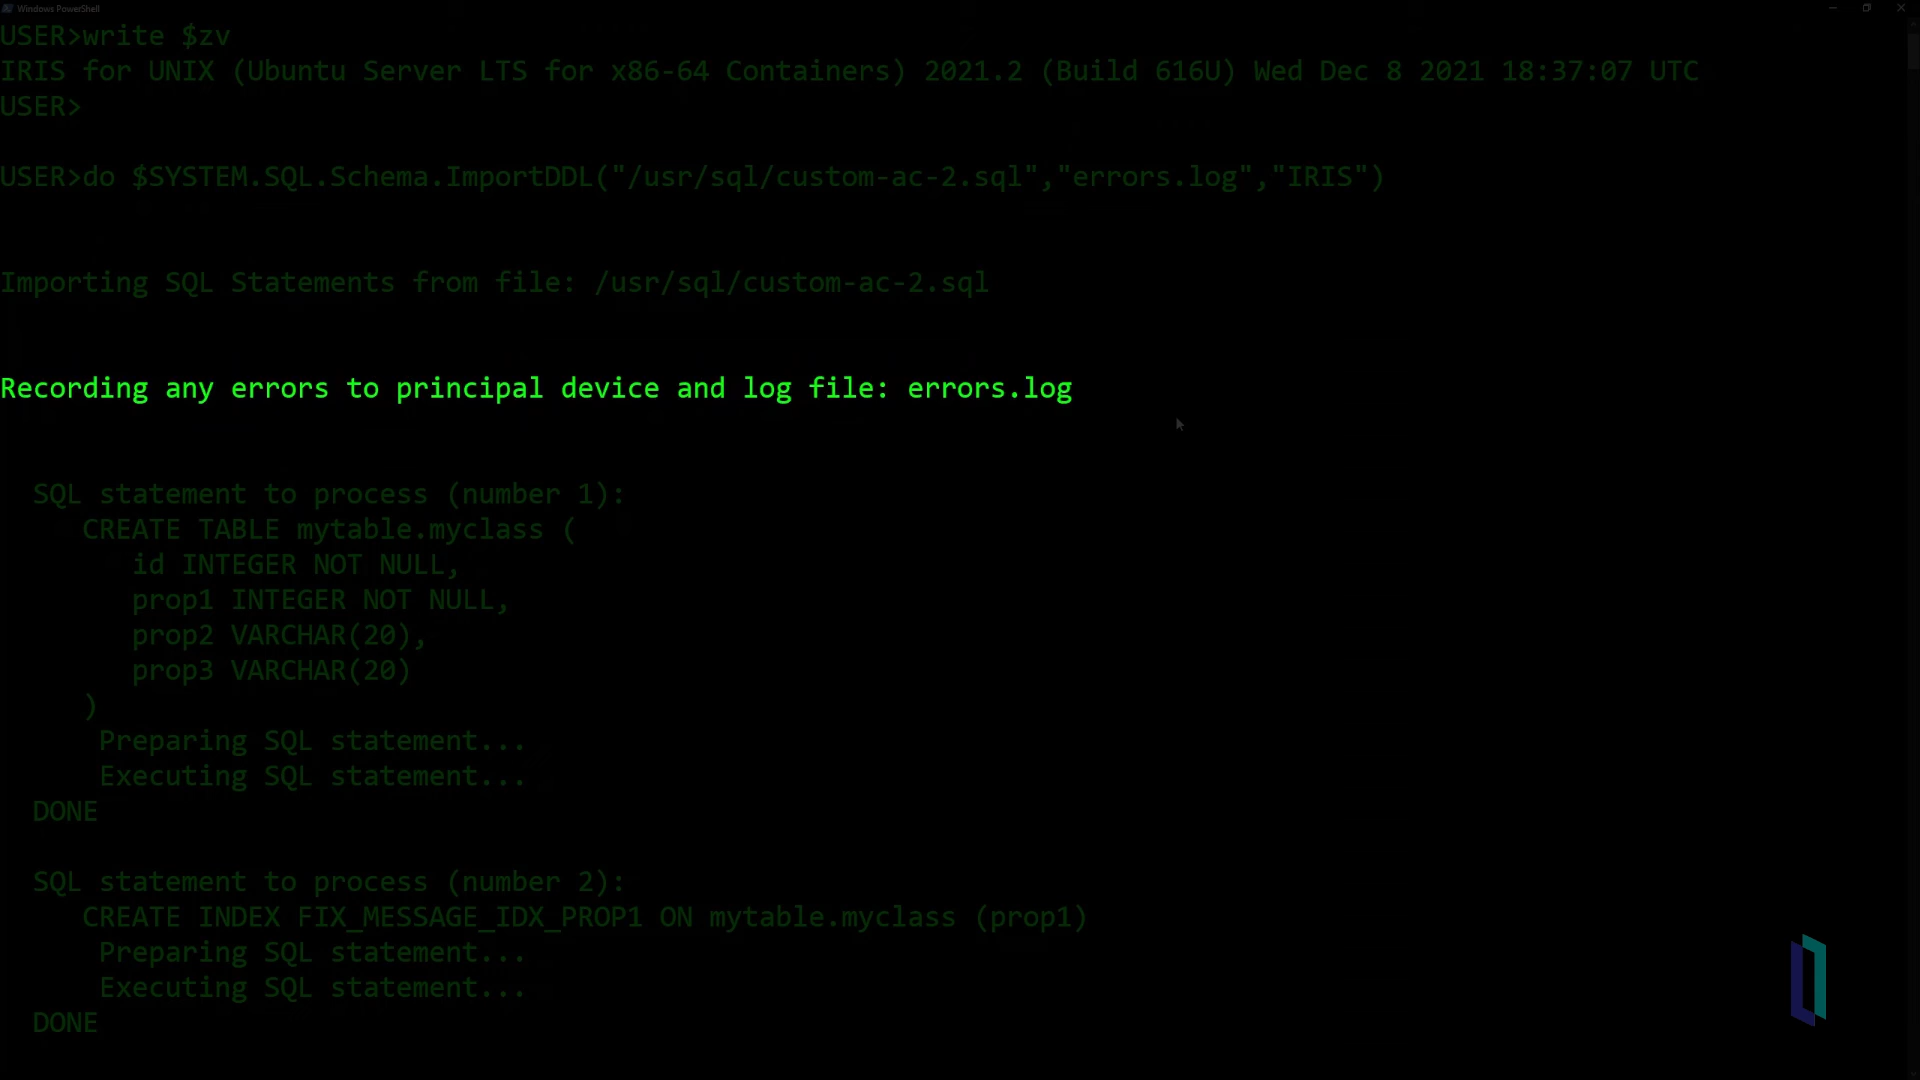 Windows PowerShell
USER>write $zv
IRIS for UNIX (Ubuntu Server LTS for x86-64 Containers) 2021.2 (Build 616U) Wed Dec 8 2021 18:37:07 UTC
USER>
USER>do $SYSTEM.SQL.Schema.ImportDDL("/usr/sql/custom-ac-2.sql","errors.log","IRIS")
Importing SQL Statements from file: /usr/sql/custom-ac-2.sql
Recording any errors to principal device and log file: errors.log
SQL statement to process (number 1):
CREATE TABLE mytable.myclass (
id INTEGER NOT NULL,
prop1 INTEGER NOT NULL,
prop2 VARCHAR(20),
prop3 VARCHAR(20)
)
Preparing SQL statement...
Executing SQL statement...
DONE
SQL statement to process (number 2):
CREATE INDEX FIX_MESSAGE_IDX_PROP1 ON mytable.myclass (prop1)
Preparing SQL statement...
Executing SQL statement...
DONE